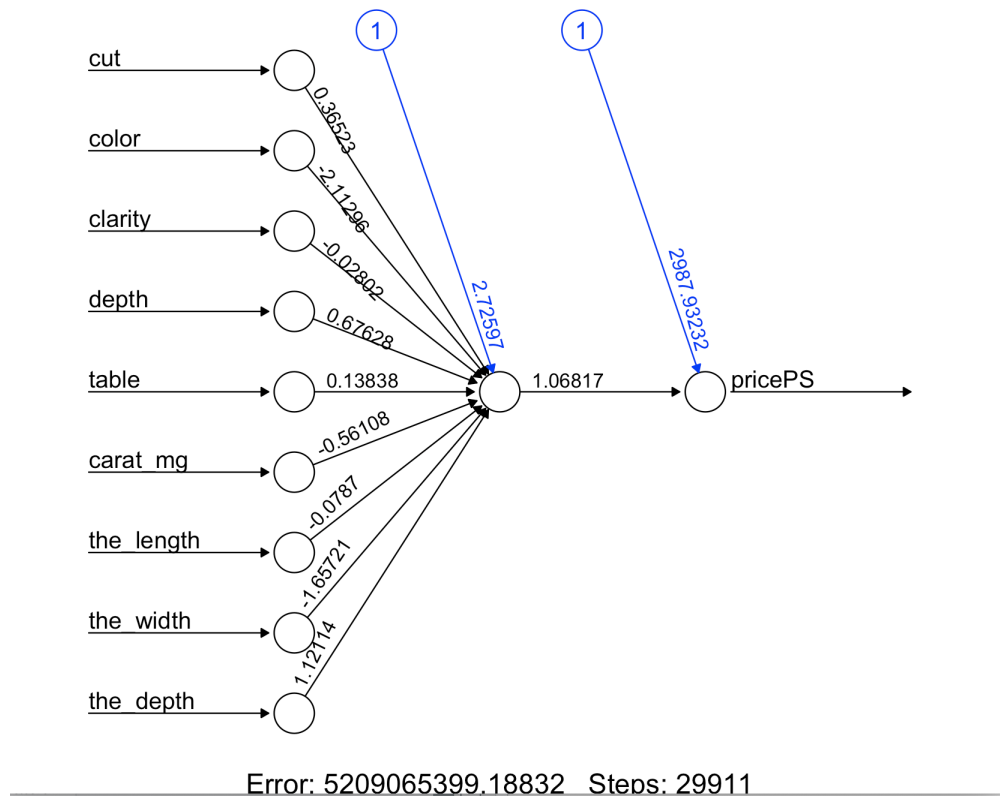 1
1
cut
0.36523
color
-2.11296
clarity
-0.02802
depth
0.67628
2.72597
2987.93232
table
0.13838
1.06817
pricePS
carat_mg
-0.56108
the_length
-0.0787
the_width
-1.65721
the_depth
1.12114
Error: 5209065399.18832 Steps: 29911